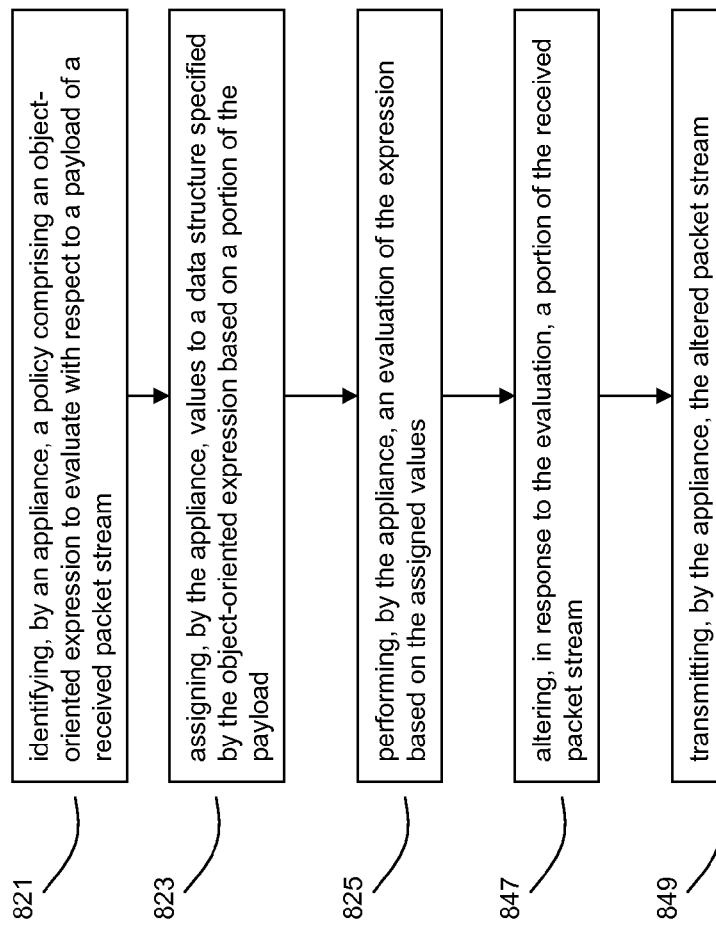 821
identifying, by an appliance, a policy comprising an object-
oriented expression to evaluate with respect to a payload of a
received packet stream
823
assigning, by the appliance, values to a data structure specified
by the object-oriented expression based on a portion of the
payload
825
performing, by the appliance, an evaluation of the expression
based on the assigned values
847
altering, in response to the evaluation, a portion of the received
packet stream
849
transmitting, by the appliance, the altered packet stream